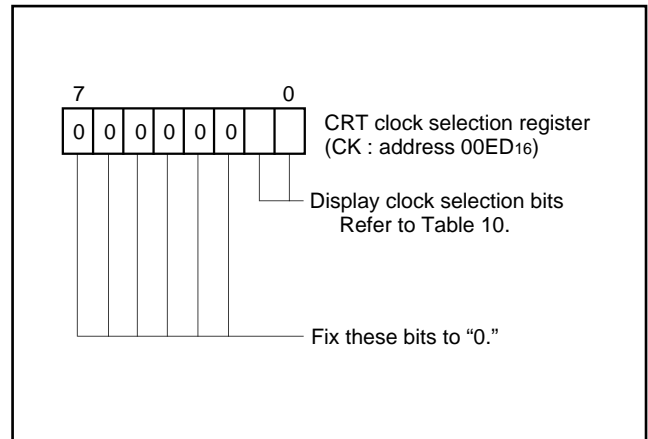 7 0
0 0 0 0 0 0
CRT clock selection register
(CK : address 00ED16)
Display clock selection bits
Refer to Table 10.
Fix these bits to “0.”